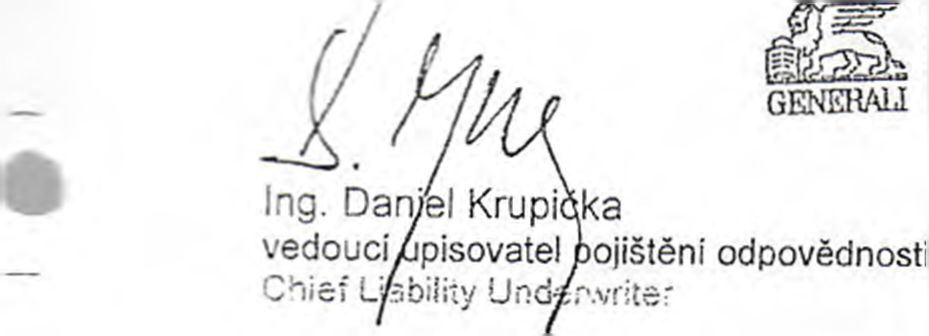 GENERALI
Ing. Daniel Krupička
vedoucí upisovatel pojištění odpovědnosti
Chief Liability Underwriter